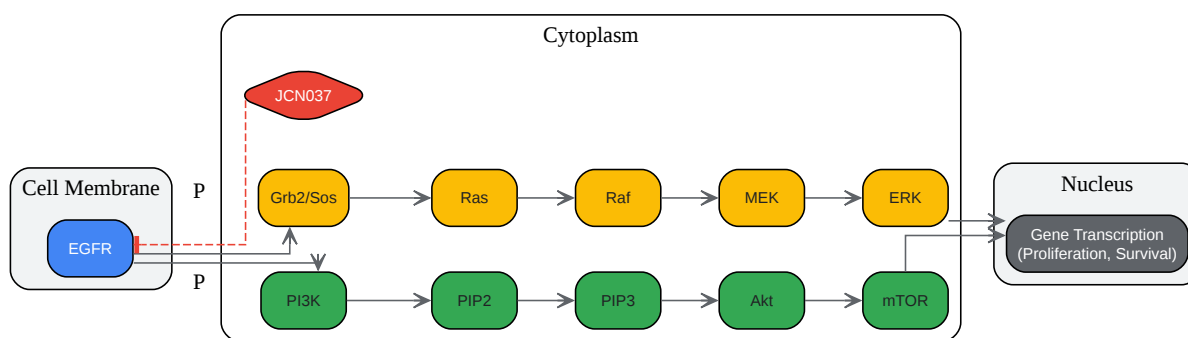 Cytoplasm
JCN037
Cell Membrane
P
Grb2/Sos
Ras
Raf
MEK
ERK
Nucleus
EGFR
Gene Transcription
(Proliferation, Survival)
P
PI3K
PIP2
PIP3
Akt
mTOR